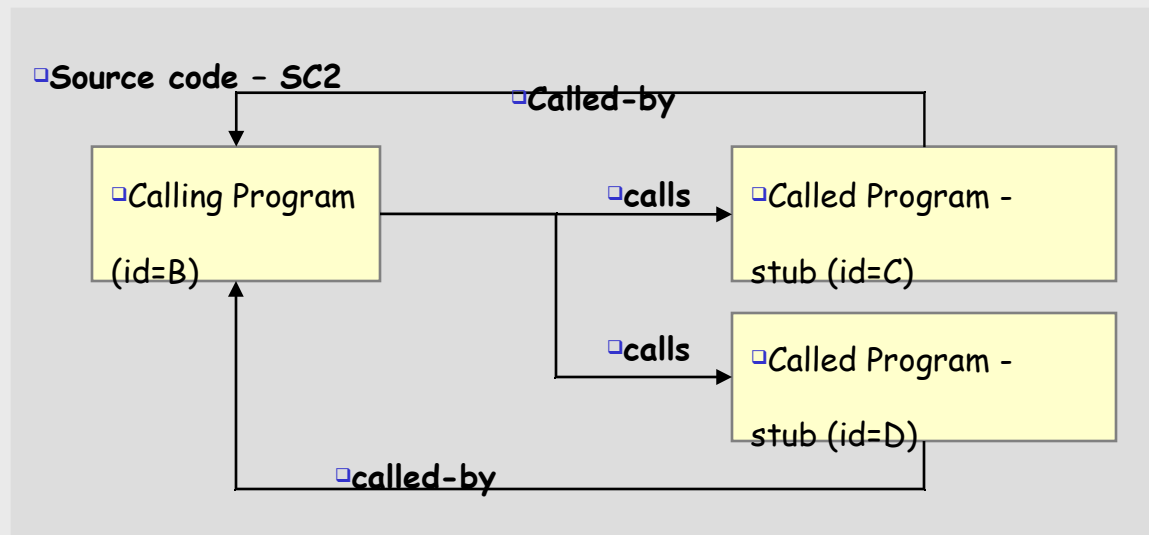 ❑Source code – SC2
❑Called-by
❑Calling Program
(id=B)
❑calls
❑Called Program -
stub (id=C)
❑calls
❑Called Program -
stub (id=D)
❑called-by